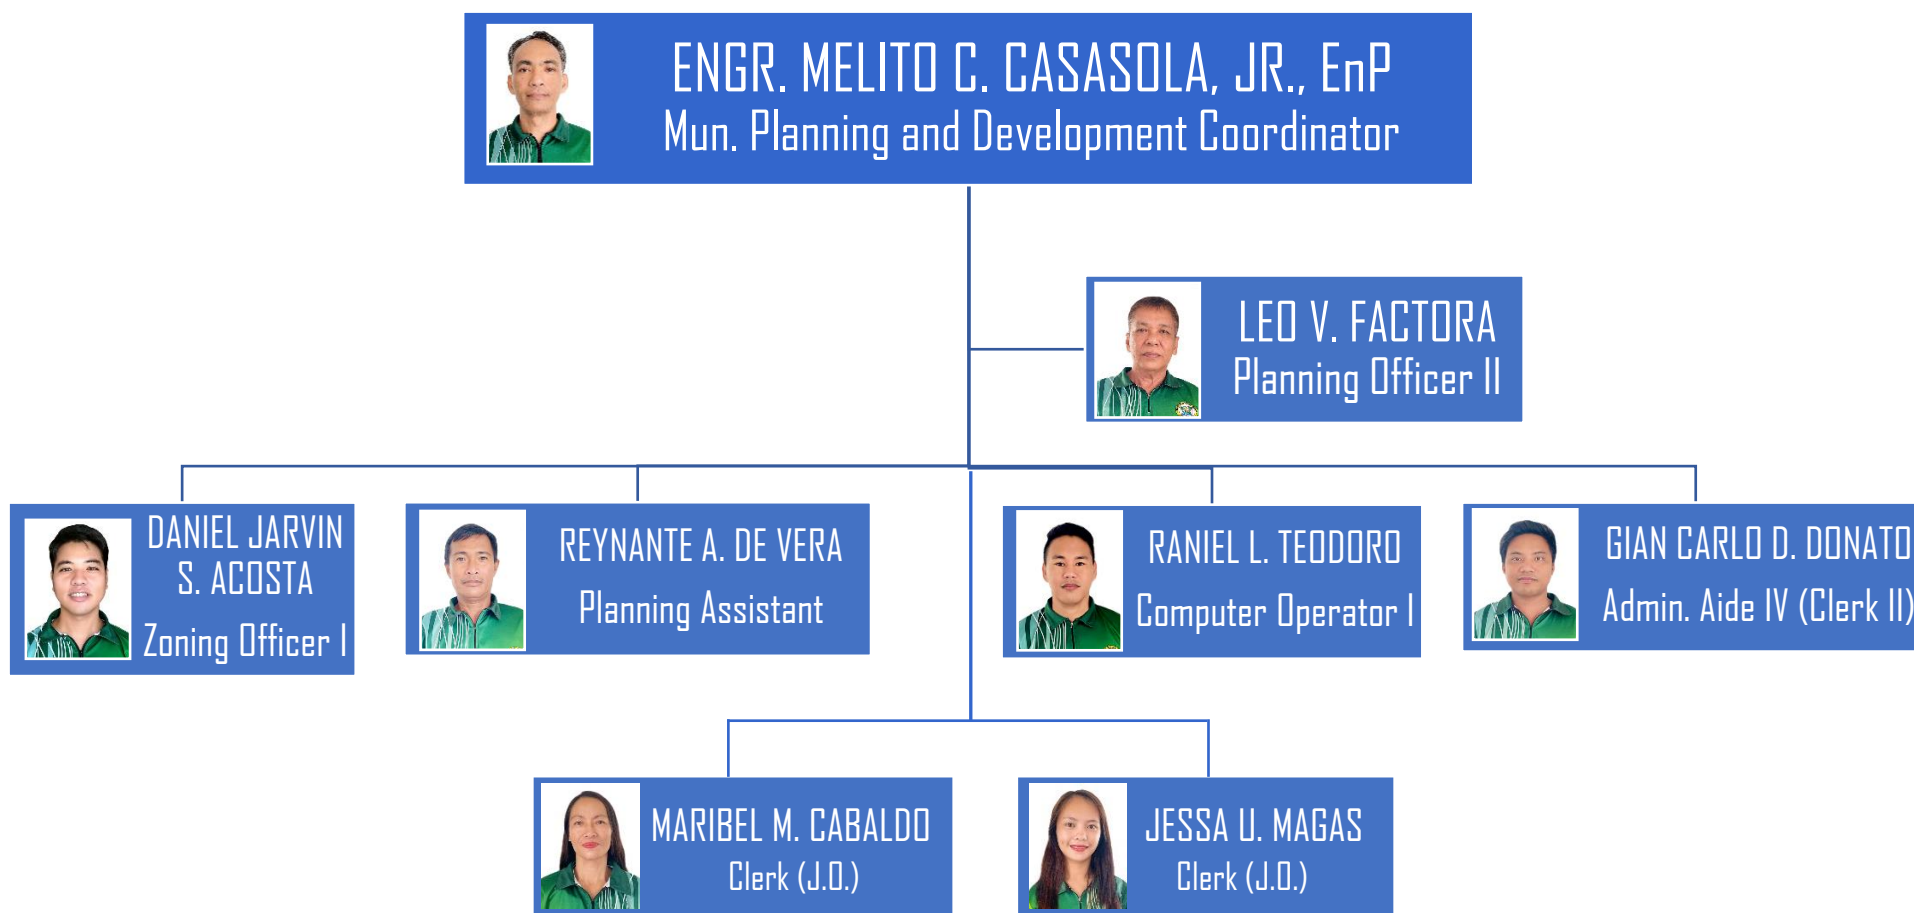 ENGR. MELITO C. CASASOLA, JR., EnP
Mun. Planning and Development Coordinator
LEO V. FACTORA
Planning Officer II
DANIEL JARVIN
S. ACOSTA
Zoning Officer I
REYNANTE A. DE VERA
Planning Assistant
RANIEL L. TEODORO
Computer Operator I
GIAN CARLO D. DONATO
Admin. Aide IV (Clerk II)
MARIBEL M. CABALDO
Clerk (J.O.)
JESSA U. MAGAS
Clerk (J.O.)